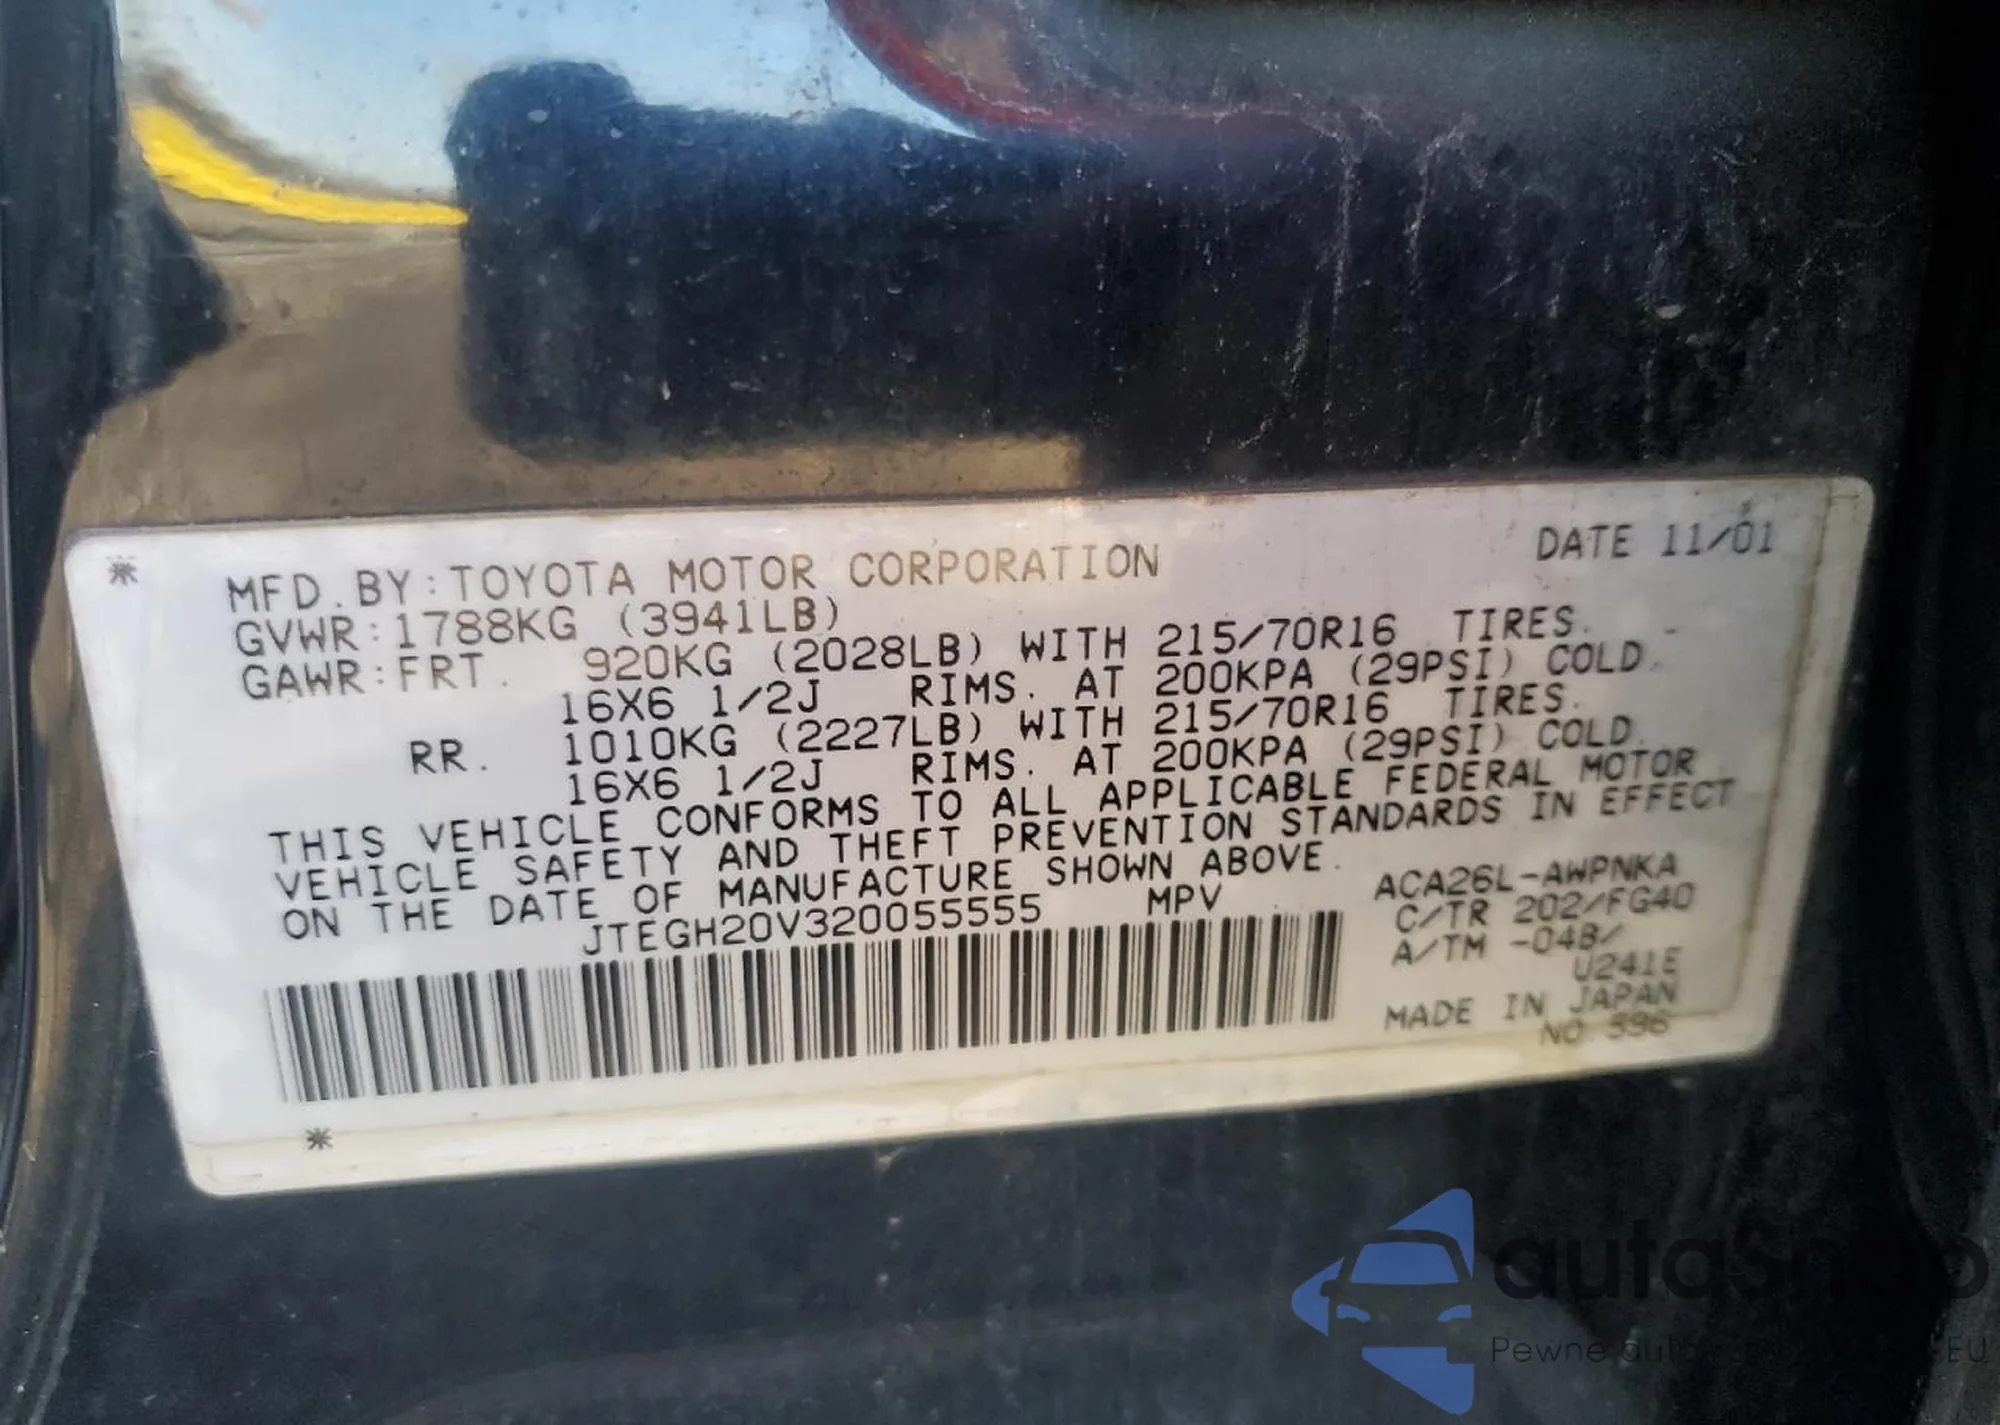 DATE 11/01
MFD. BY: TOYOTA MOTOR CORPORATION
GVWR: 1788KG (3941LB)
GAWR: FRT. 920KG (2028LB) WITH 215/70R16 TIRES.
16X6 1/2J RIMS. AT 200KPA (29PSI) COLD.
RR. 1010KG (2227LB) WITH 215/70R16 TIRES.
16X6 1/2J RIMS. AT 200KPA (29PSI) COLD.
THIS VEHICLE CONFORMS TO ALL APPLICABLE FEDERAL MOTOR
VEHICLE SAFETY AND THEFT PREVENTION STANDARDS IN EFFECT
ON THE DATE OF MANUFACTURE SHOWN ABOVE.
JTEGH20V320055555 MPV
ACA26L-AWPNKA
C/TR 202/FG40
A/TM -04B/
U241E
MADE IN JAPAN
NO. 396
Pewne
EU